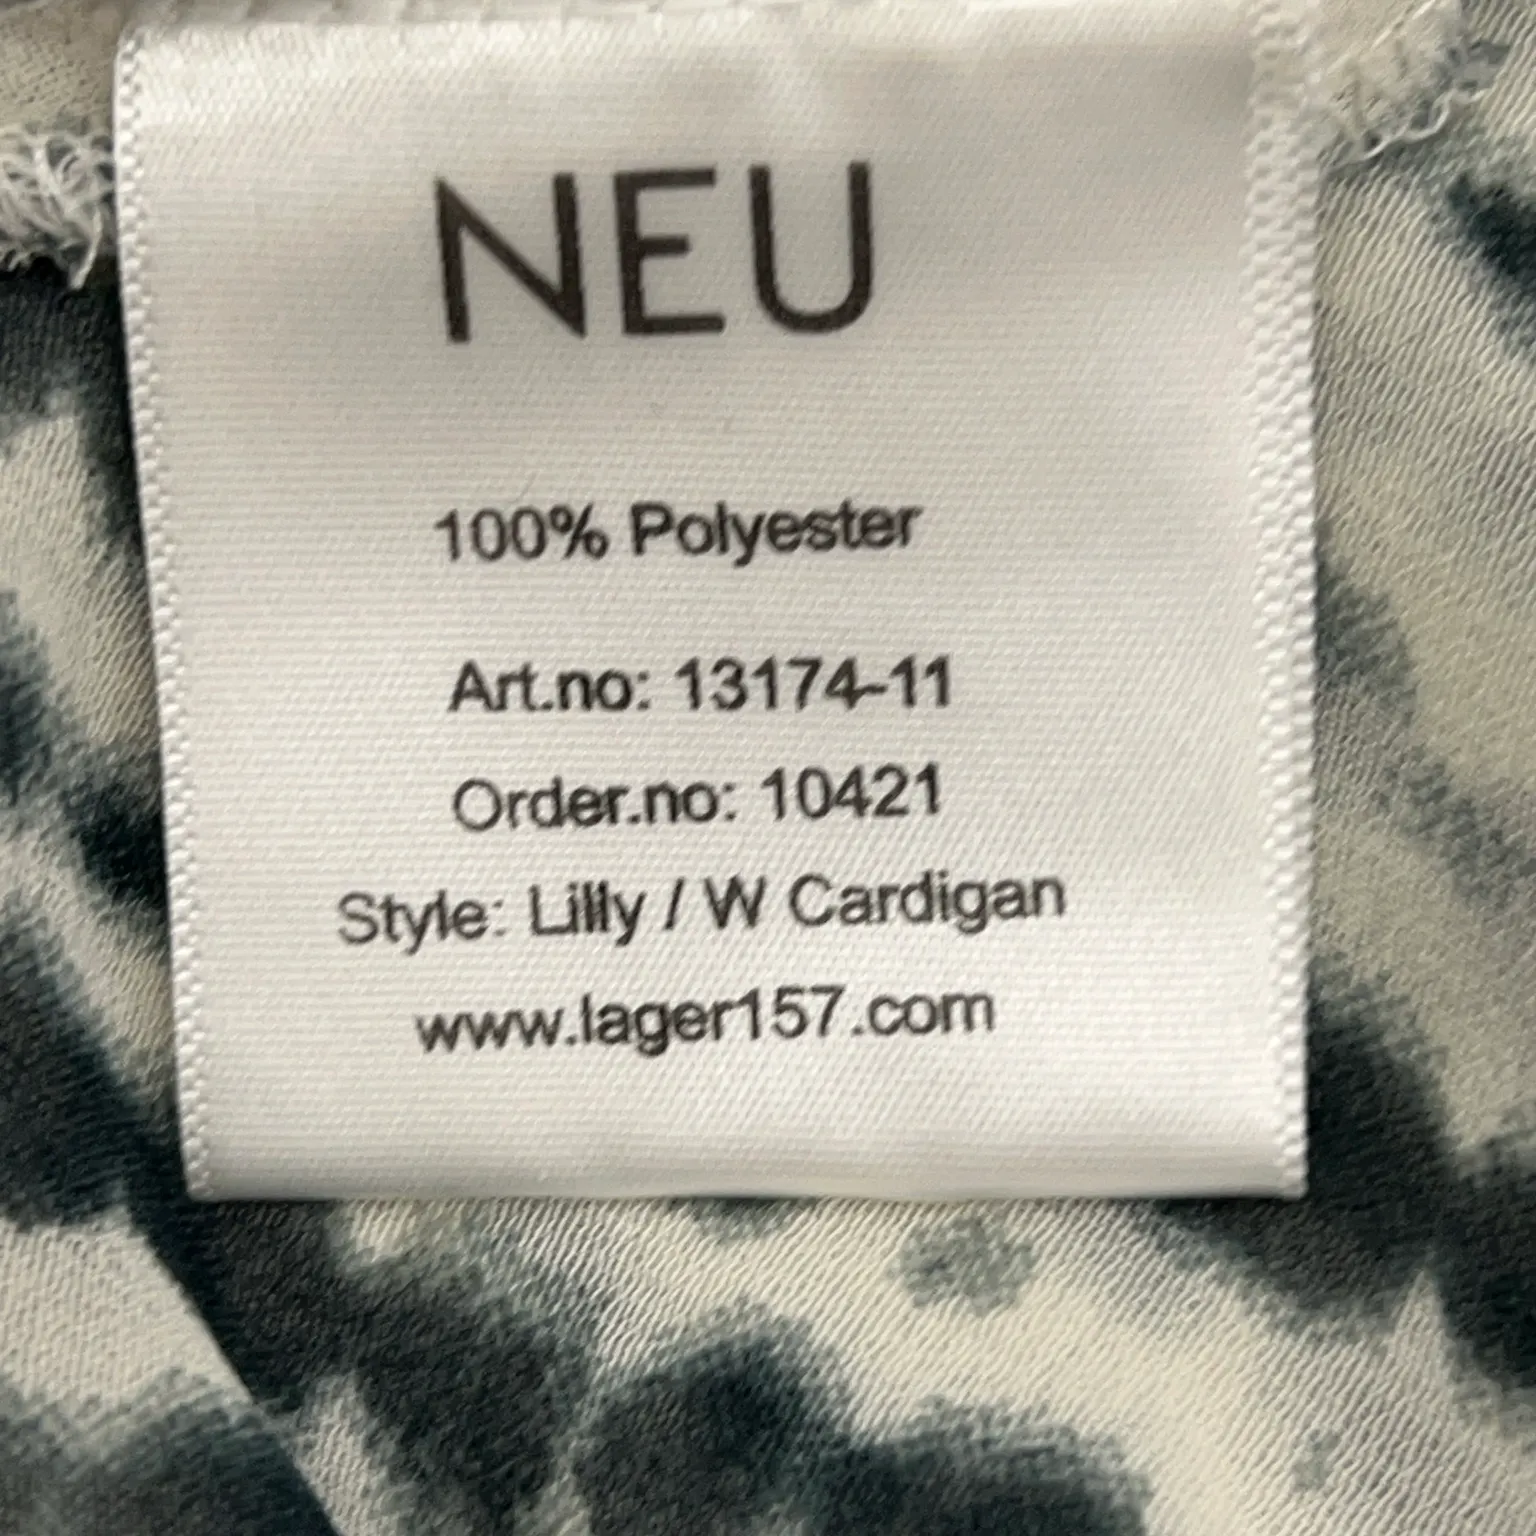 NEU
100% Polyester
Art.no: 13174-11
Order.no: 10421
Style: Lilly / W Cardigan
www.lager157.com